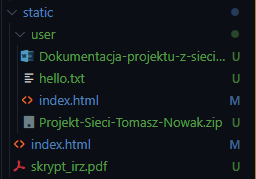 static
user
Dokumentacja-projektu-z-sieci... U
hello.txt U
index.html M
Projekt-Sieci-Tomasz-Nowak.zip U
index.html M
skrypt_irz.pdf U